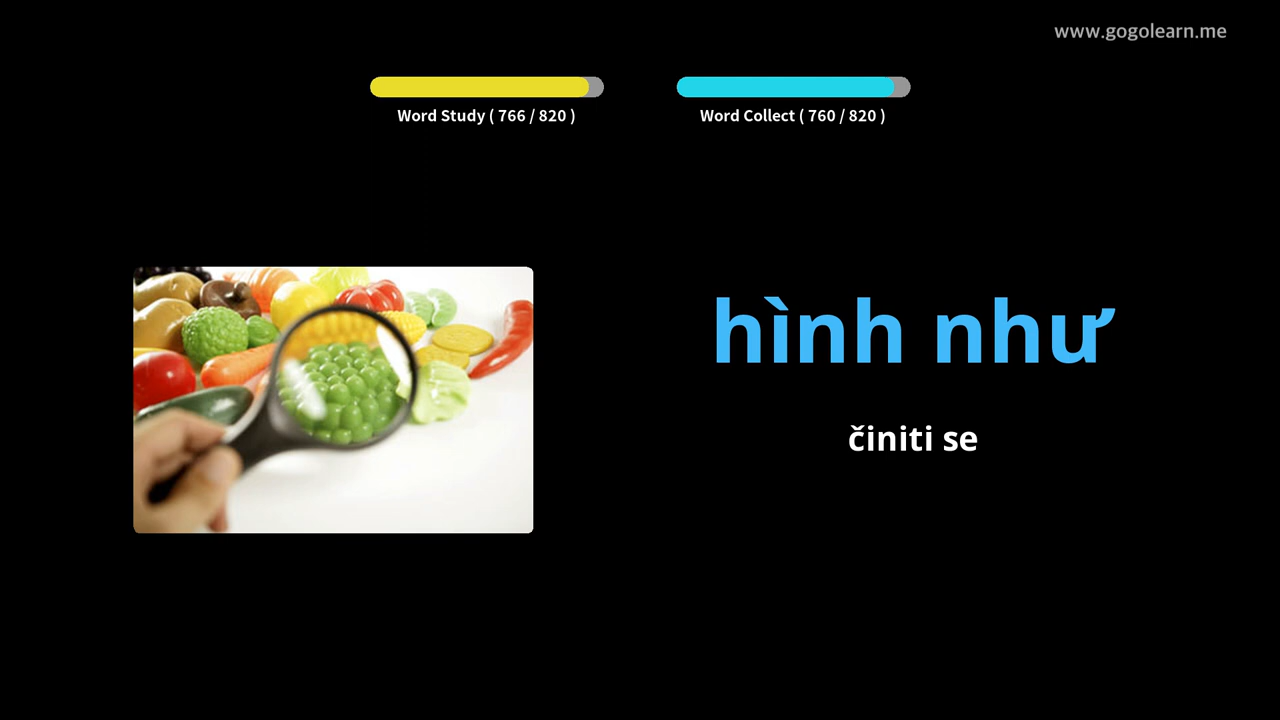 www.gogolearn.me
Word Study ( 766 / 820 )
Word Collect ( 760 / 820 )
hình như
činiti se